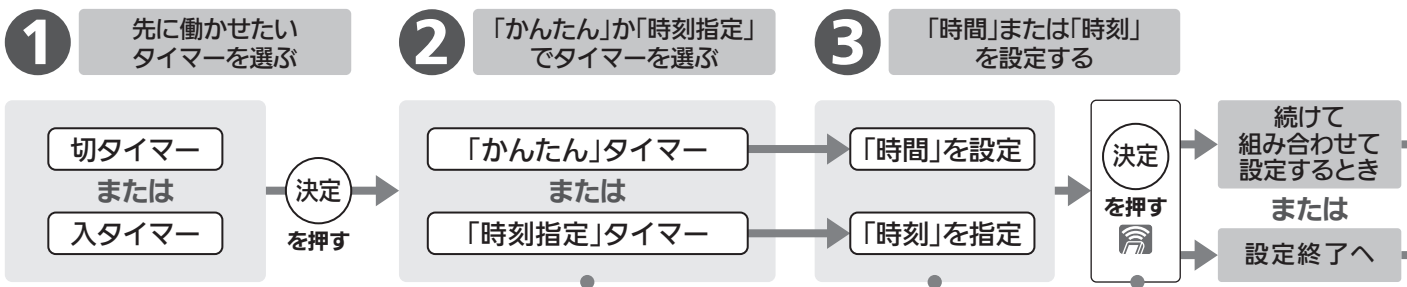 1
先に働かせたい
タイマーを選ぶ
2
「かんたん」か「時刻指定」
でタイマーを選ぶ
3
「時間」または「時刻」
を設定する
切タイマー
または
入タイマー
決定
を押す
「かんたん」タイマー
または
「時刻指定」タイマー
「時間」を設定
「時刻」を指定
決定
を押す
続けて
組み合わせて
設定するとき
または
設定終了へ